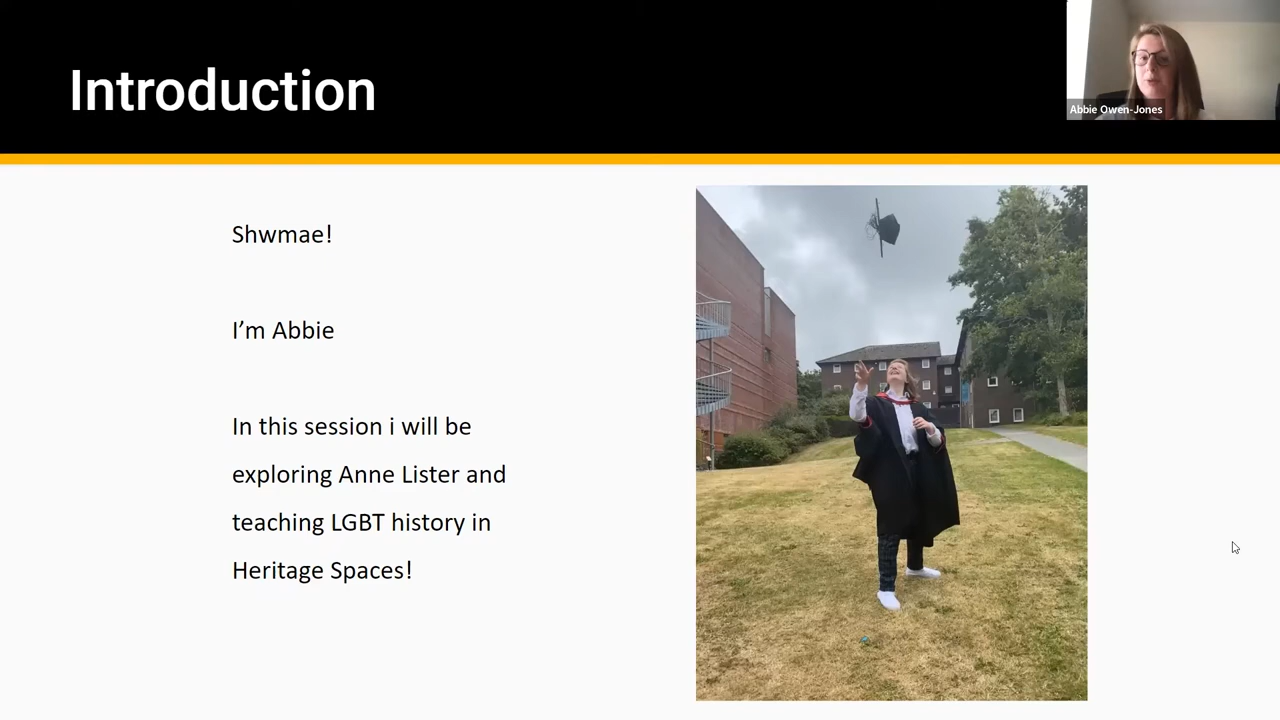 Introduction
Abbie Owen-Jones
Shwmae!
I’m Abbie
In this session i will be
exploring Anne Lister and
teaching LGBT history in
Heritage Spaces!